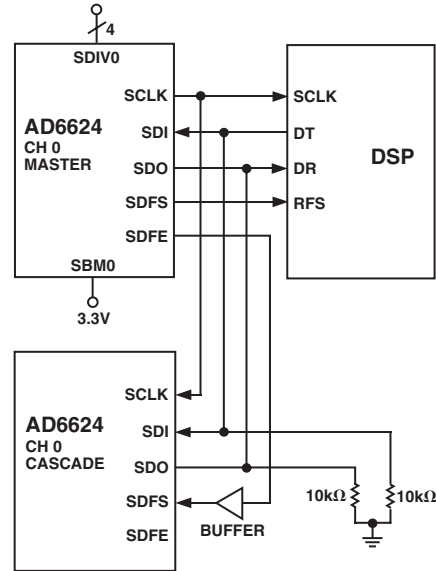 4
SDIV0
AD6624
CH 0
MASTER
SCLK
SDI
SDO
SDFS
SDFE
SBM0
3.3V
SCLK
DT
DR
RFS
DSP
AD6624
CH 0
CASCADE
SCLK
SDI
SDO
SDFS
SDFE
BUFFER
10kΩ
10kΩ